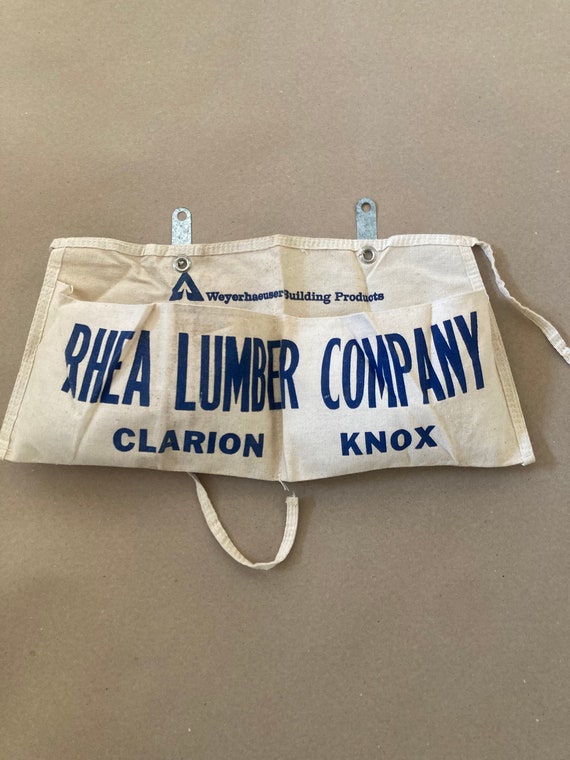 Weyerhaeuser Building Products
RHEA LUMBER COMPANY
CLARION KNOX